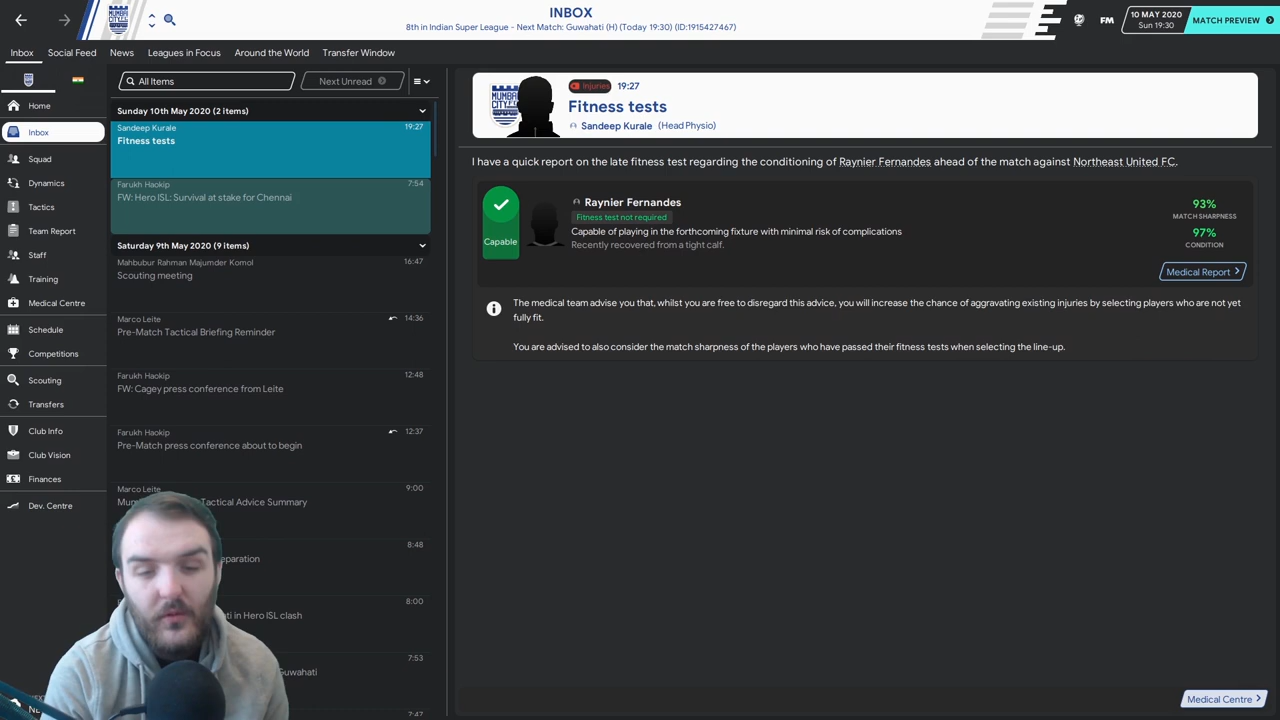 INBOX
8th in Indian Super League - Next Match: Guwahati (H) (Today 19:30) (ID:1915427467)
FM
10 MAY 2020
Sun 19:30
MATCH PREVIEW
Inbox
Social Feed
News
Leagues in Focus
Around the World
Transfer Window
Home
Inbox
Squad
Dynamics
Tactics
Team Report
Staff
Training
Medical Centre
Schedule
Competitions
Scouting
Transfers
Club Info
Club Vision
Finances
Dev. Centre
All Items
Next Unread
Sunday 10th May 2020 (2 items)
Sandeep Kurale 19:27
Fitness tests
Farukh Haokip 7:54
FW: Hero ISL: Survival at stake for Chennai
Saturday 9th May 2020 (9 items)
Mahbubur Rahman Majumder Komol 16:47
Scouting meeting
Marco Leite 14:36
Pre-Match Tactical Briefing Reminder
Farukh Haokip 12:48
FW: Cagey press conference from Leite
Farukh Haokip 12:37
Pre-Match press conference about to begin
Marco Leite 9:00
Tactical Advice Summary
8:48
8:00
in Hero ISL clash
7:53
Guwahati
7:47
Injuries 19:27
Fitness tests
Sandeep Kurale (Head Physio)
I have a quick report on the late fitness test regarding the conditioning of Raynier Fernandes ahead of the match against Northeast United FC.
Capable
Raynier Fernandes
Fitness test not required
Capable of playing in the forthcoming fixture with minimal risk of complications
Recently recovered from a tight calf.
93%
MATCH SHARPNESS
97%
CONDITION
Medical Report
The medical team advise you that, whilst you are free to disregard this advice, you will increase the chance of aggravating existing injuries by selecting players who are not yet
fully fit.
You are advised to also consider the match sharpness of the players who have passed their fitness tests when selecting the line-up.
Medical Centre